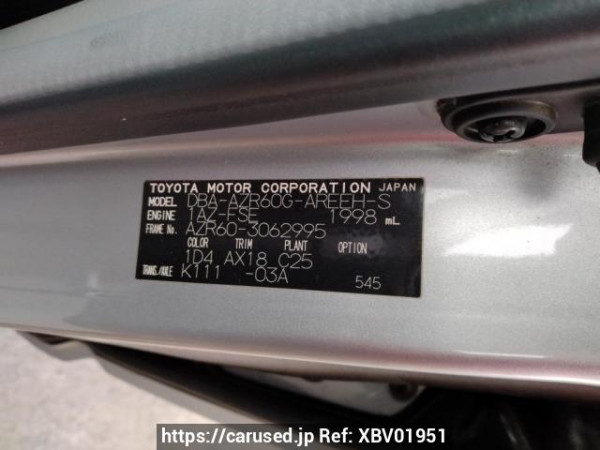 TOYOTA MOTOR CORPORATION JAPAN
MODEL DBA-AZR60G-AREEH-S
ENGINE 1AZ-FSE 1998 mL
FRAME No. AZR60-3062995
COLOR TRIM PLANT OPTION
1D4 AX18 C25
TRANS./AXLE K111 -03A
545
https://carused.jp Ref: XBV01951